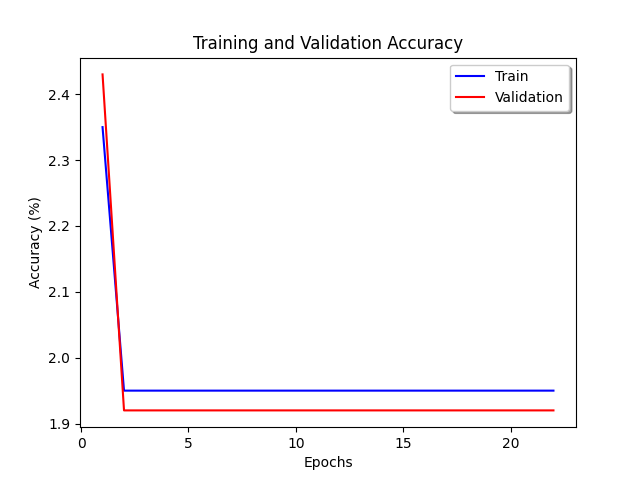 Training and Validation Accuracy
Train
Validation
2.4
2.3
2.2
2.1
2.0
1.9
Accuracy (%)
0 5 10 15 20
Epochs